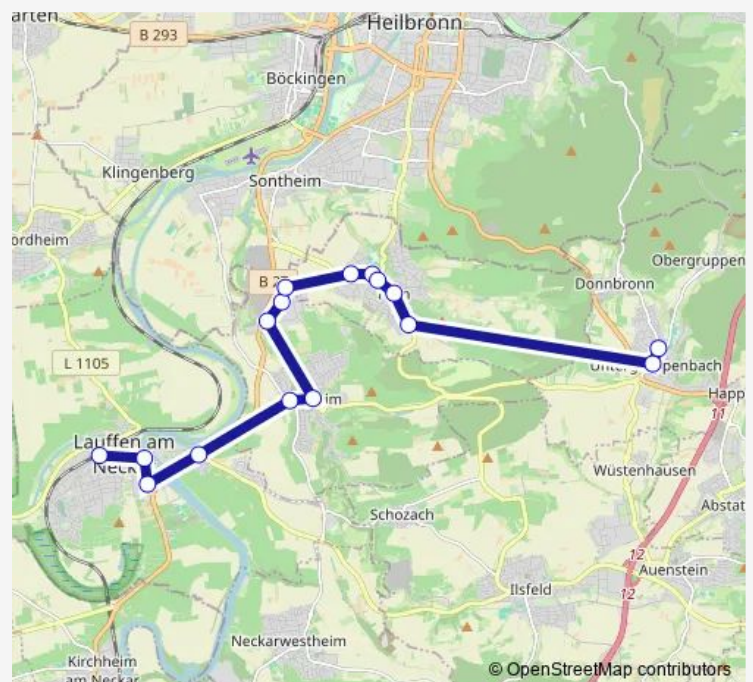 arten
Heilbronn
B 293
Böckingen
Klingenberg
Sontheim
ordheim
Obergruppen
B 27
Donnbronn
L 1105
Unterg
penbach
im
Happ
11
Lauffen am
Neck
Wüstenhausen
Abstat
Schozach
12
Auenstein
Ilsfeld
12
Neckarwestheim
Kirchheim
am Neckar
© OpenStreetMap contributors